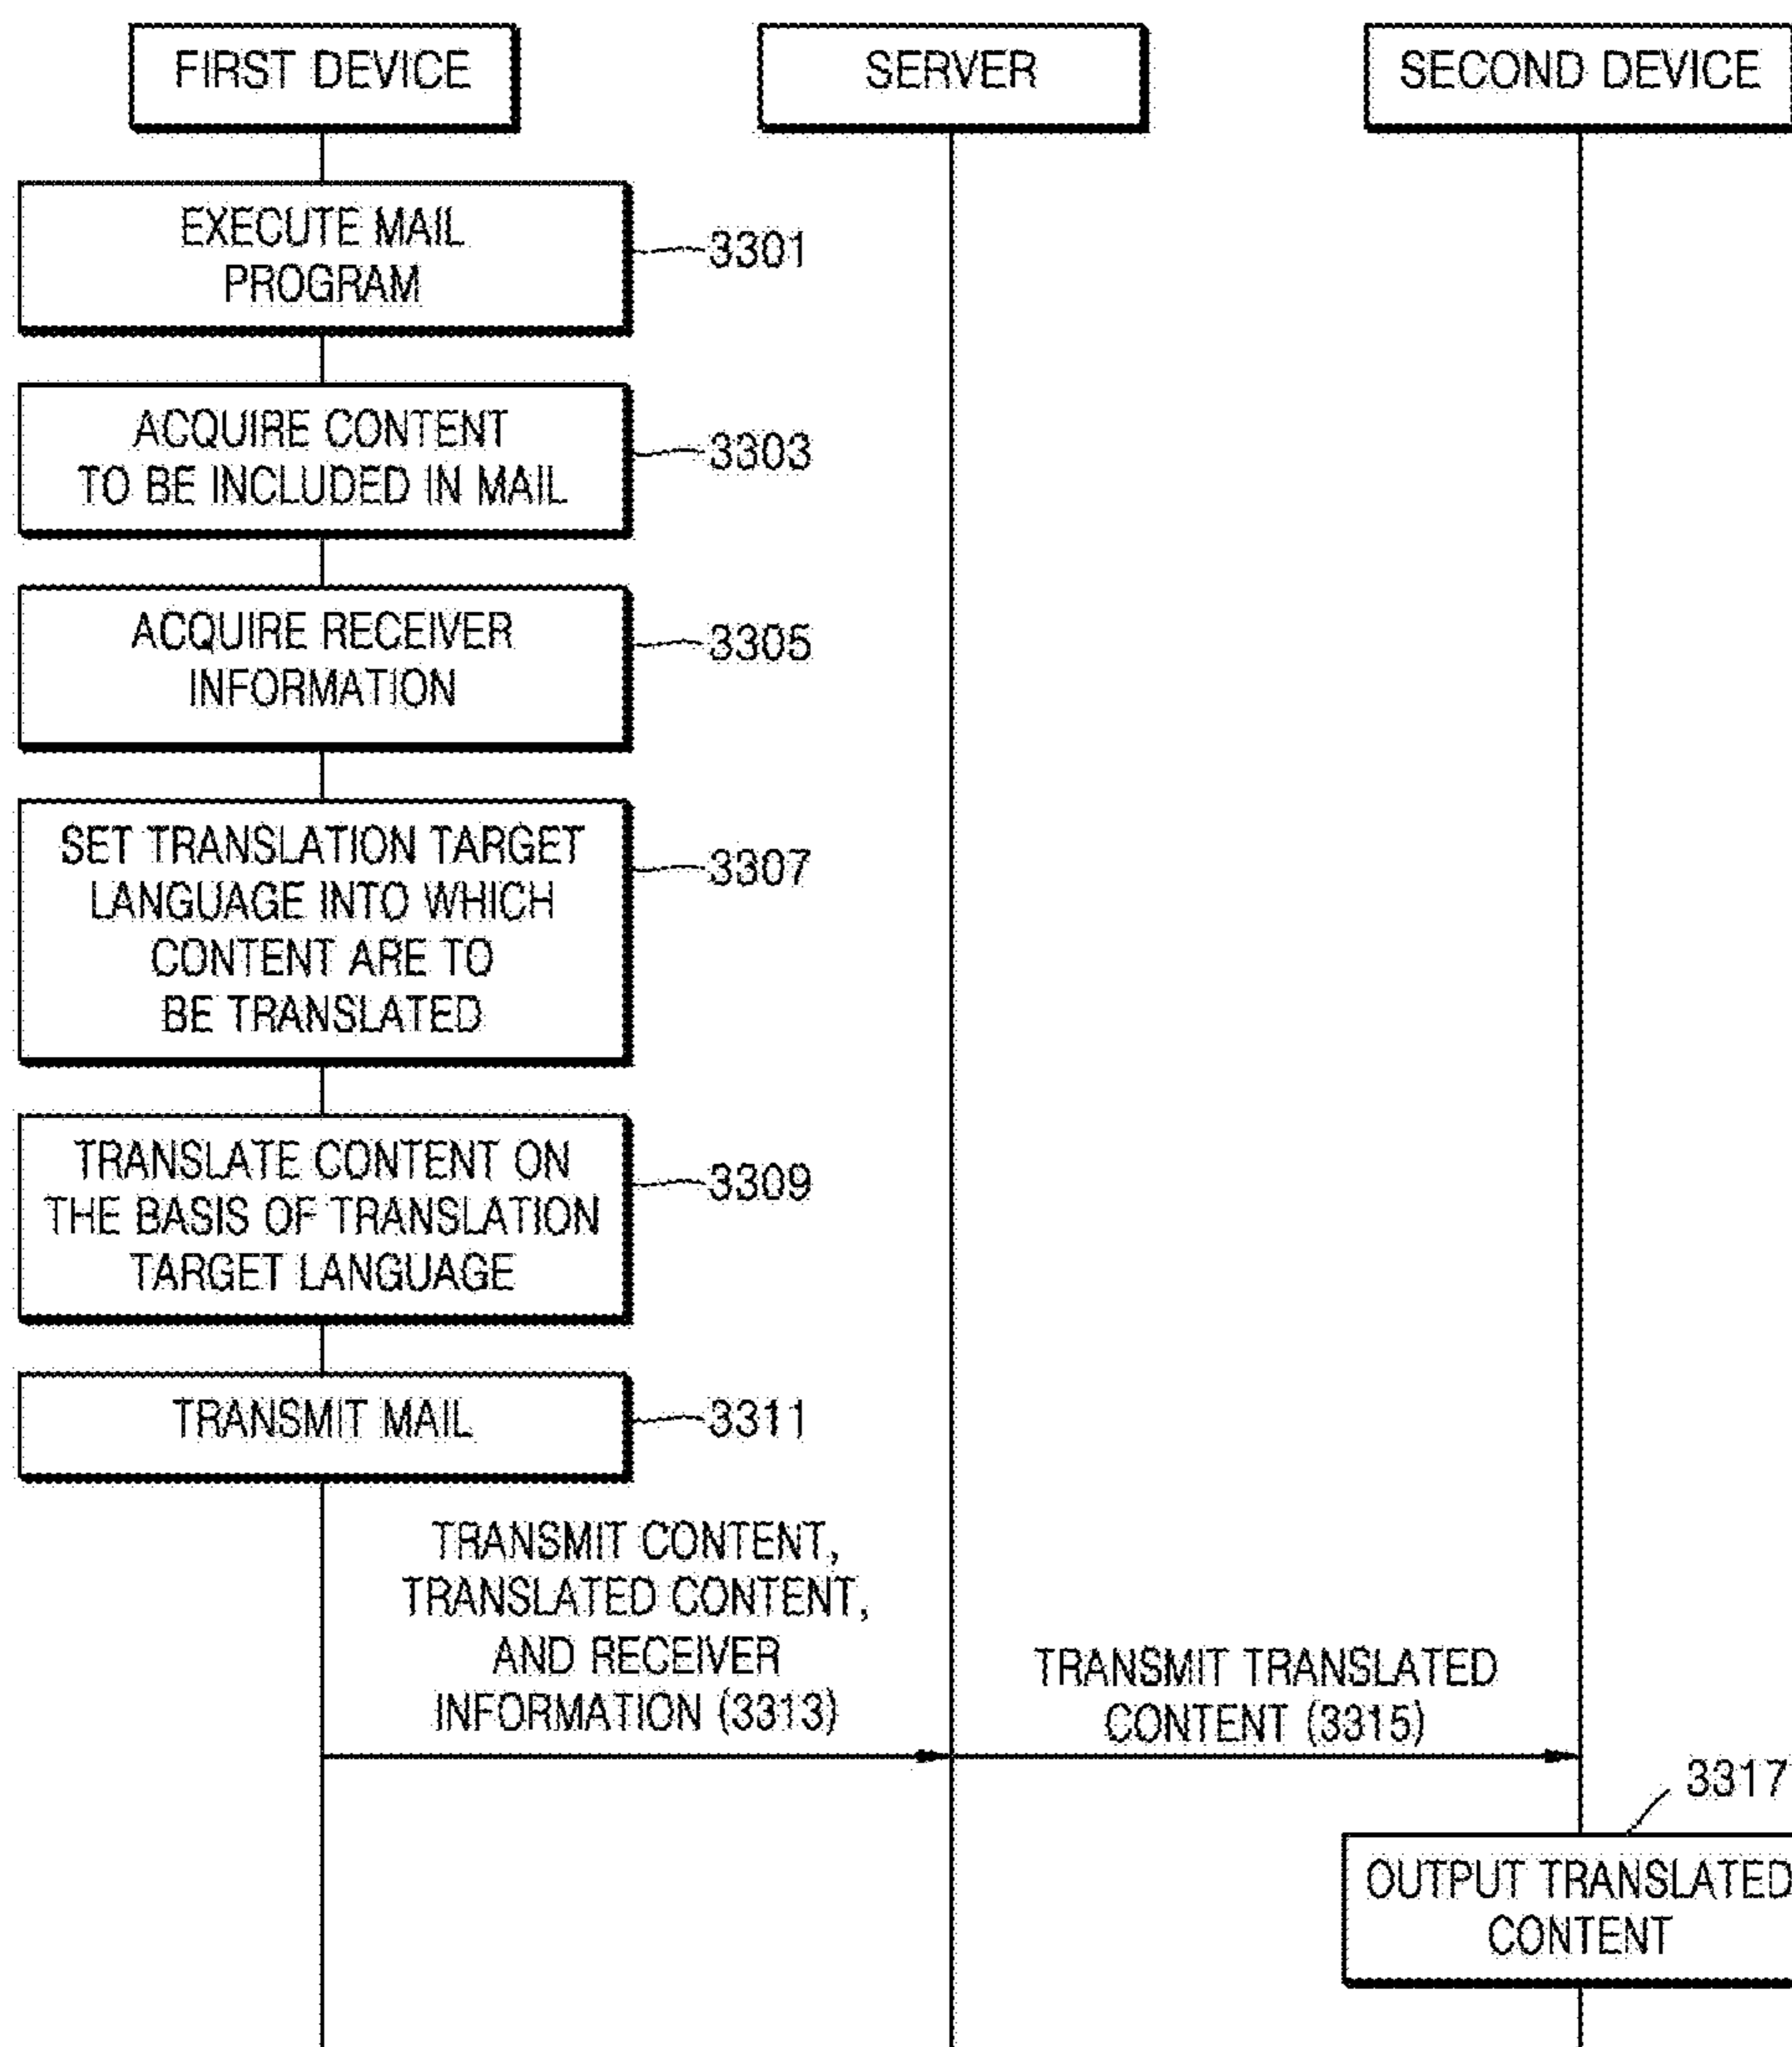 FIRST DEVICE
SERVER
SECOND DEVICE
EXECUTE MAIL
PROGRAM
3301
ACQUIRE CONTENT
TO BE INCLUDED IN MAIL
3303
ACQUIRE RECEIVER
INFORMATION
3305
SET TRANSLATION TARGET
LANGUAGE INTO WHICH
CONTENT ARE TO
BE TRANSLATED
3307
TRANSLATE CONTENT ON
THE BASIS OF TRANSLATION
TARGET LANGUAGE
3309
TRANSMIT MAIL
3311
TRANSMIT CONTENT,
TRANSLATED CONTENT,
AND RECEIVER
INFORMATION (3313)
TRANSMIT TRANSLATED
CONTENT (3315)
3317
OUTPUT TRANSLATED
CONTENT